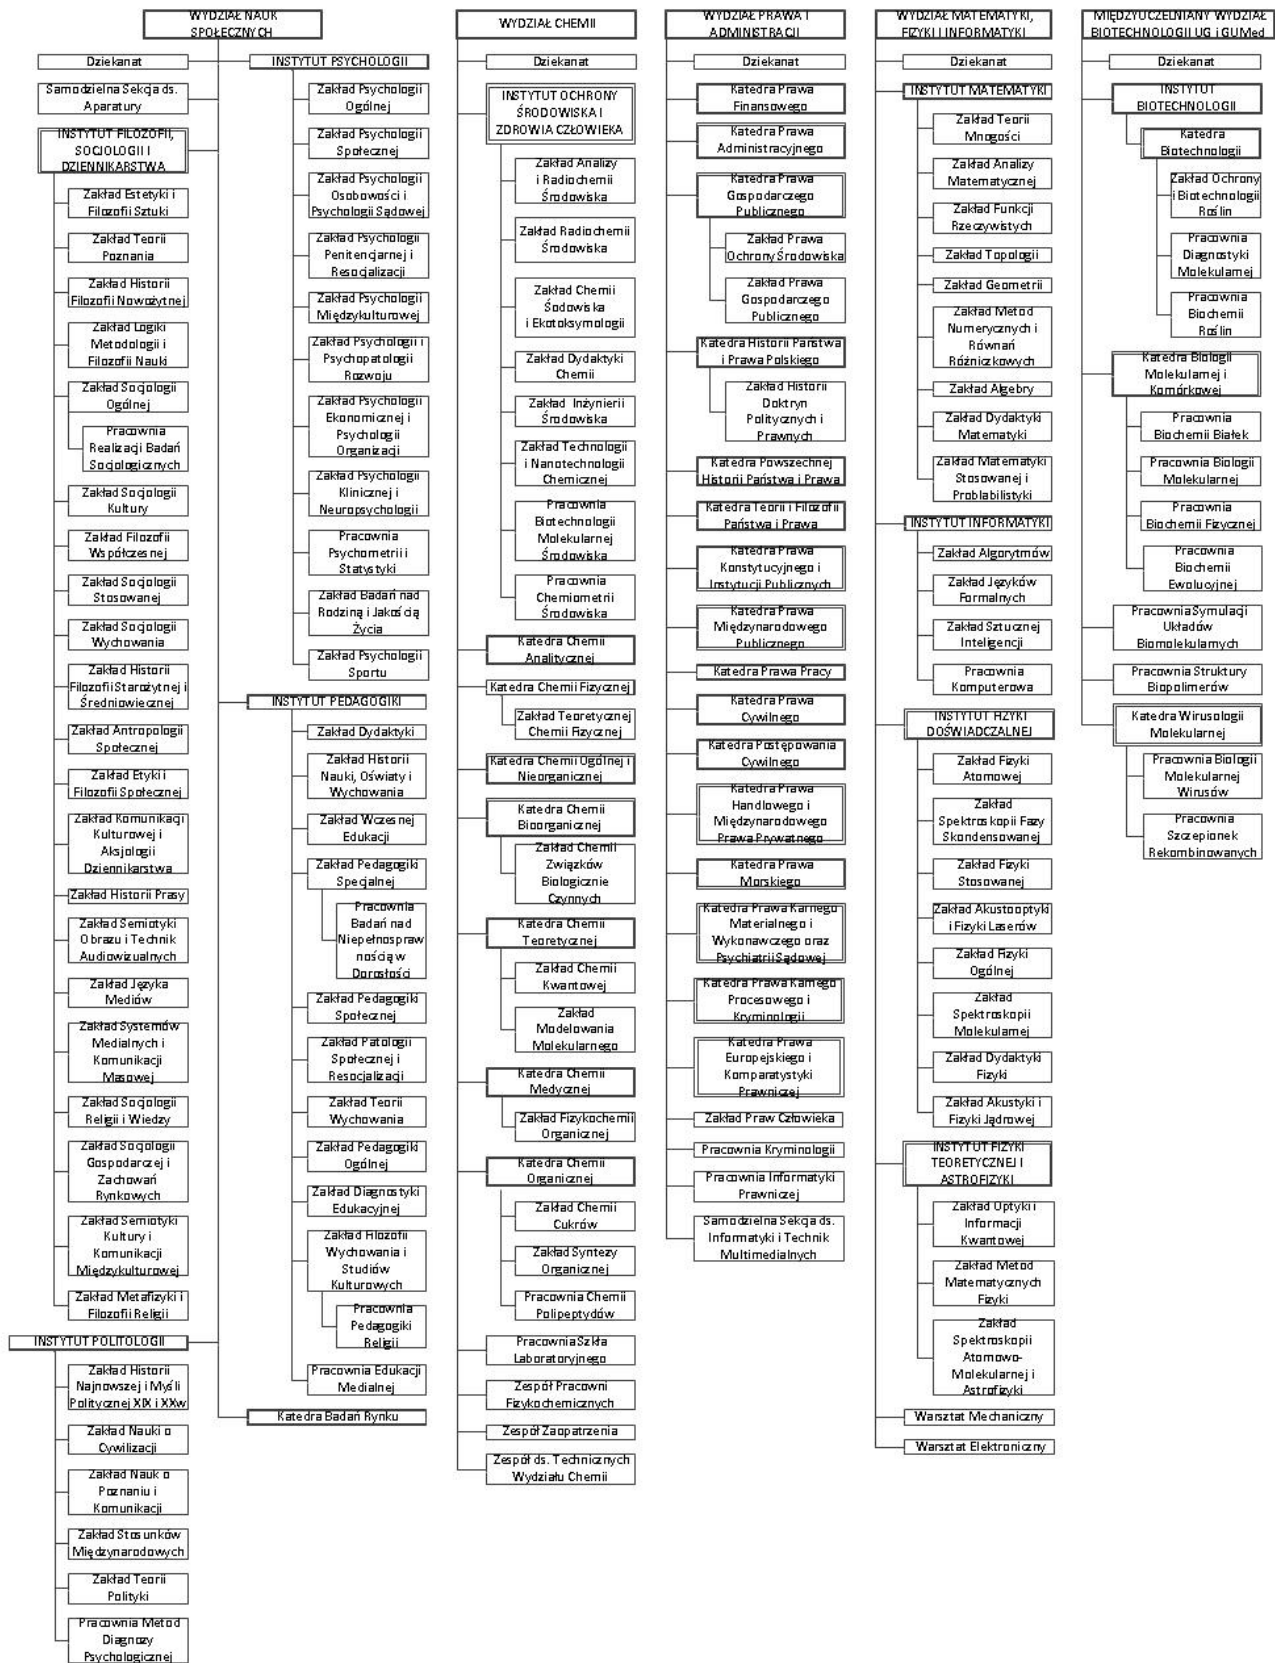 WYDZIAŁ NAUK
SPOŁECZNYCH
Dziekanat
Samodzielna Sekcja ds.
Aparatury
INSTYTUT FILOZOFII,
SOCJOLOGII I
DZIENNIKARSTWA
Zakład Estetyki i
Filozofii Sztuki
Zakład Teorii
Poznania
Zakład Historii
Filozofii Nowożytnej
Zakład Logiki
Metodologii i
Filozofii Nauki
Zakład Socjologii
Ogólnej
Pracownia
Realizacji Badań
Socjologicznych
Zakład Socjologii
Kultury
Zakład Filozofii
Współczesnej
Zakład Socjologii
Stosowanej
Zakład Socjologii
Wychowania
Zakład Historii
Filozofii Starożytnej i
Średniowiecznej
Zakład Antropologii
Społecznej
Zakład Etyki i
Filozofii Społecznej
Zakład Komunikacji
Kulturowej i
Aksjologii
Dziennikarstwa
Zakład Historii Prasy
Zakład Semiotyki
Obrazu i Technik
Audiowizualnych
Zakład Języka
Mediów
Zakład Systemów
Medialnych i
Komunikacji
Masowej
Zakład Socjologii
Religii i Wiedzy
Zakład Socjologii
Gospodarczej i
Zachowań
Rynkowych
Zakład Semiotyki
Kultury i
Komunikacji
Międzykulturowej
Zakład Metafizyki i
Filozofii Religii
INSTYTUT POLITOLOGII
Zakład Historii
Najnowszej i Myśli
Politycznej XIX i XXw
Zakład Nauki o
Cywilizacji
Zakład Nauk o
Poznaniu i
Komunikacji
Zakład Stosunków
Międzynarodowych
Zakład Teorii
Polityki
Pracownia Metod
Diagnozy
Psychologicznej
INSTYTUT PSYCHOLOGII
Zakład Psychologii
Ogólnej
Zakład Psychologii
Społecznej
Zakład Psychologii
Osobowości i
Psychologii Sądowej
Zakład Psychologii
Penitencjarnej i
Resocjalizacji
Zakład Psychologii
Międzykulturowej
Zakład Psychologii i
Psychopatologii
Rozwoju
Zakład Psychologii
Ekonomicznej i
Psychologii
Organizacji
Zakład Psychologii
Klinicznej i
Neuropsychologii
Pracownia
Psychometrii i
Statystyki
Zakład Badań nad
Rodziną i Jakością
Życia
Zakład Psychologii
Sportu
INSTYTUT PEDAGOGIKI
Zakład Dydaktyki
Zakład Historii
Nauki, Oświaty i
Wychowania
Zakład Wczesnej
Edukacji
Zakład Pedagogiki
Specjalnej
Pracownia
Badań nad
Niepełnospraw
nością w
Dorosłości
Zakład Pedagogiki
Społecznej
Zakład Patologii
Społecznej i
Resocjalizacji
Zakład Teorii
Wychowania
Zakład Pedagogiki
Ogólnej
Zakład Diagnostyki
Edukacyjnej
Zakład Filozofii
Wychowania i
Studiów
Kulturowych
Pracownia
Pedagogiki
Religii
Pracownia Edukacji
Medialnej
Katedra Badań Rynku
WYDZIAŁ CHEMII
Dziekanat
INSTYTUT OCHRONY
ŚRODOWISKA I
ZDROWIA CZŁOWIEKA
Zakład Analizy
i Radiochemii
Środowiska
Zakład Radiochemii
Środowiska
Zakład Chemii
Śodowiska
i Ekotoksymologii
Zakład Dydaktyki
Chemii
Zakład Inżynierii
Środowiska
Zakład Technologii
i Nanotechnologii
Chemicznej
Pracownia
Biotechnologii
Molekularnej
Środowiska
Pracownia
Chemiometrii
Środowiska
Katedra Chemii
Analitycznej
Katedra Chemii Fizycznej
Zakład Teoretycznej
Chemii Fizycznej
Katedra Chemii Ogólnej i
Nieorganicznej
Katedra Chemii
Bioorganicznej
Zakład Chemii
Związków
Biologicznie
Czynnych
Katedra Chemii
Teoretycznej
Zakład Chemii
Kwantowej
Zakład
Modelowania
Molekularnego
Katedra Chemii
Medycznej
Zakład Fizykochemii
Organicznej
Katedra Chemii
Organicznej
Zakład Chemii
Cukrów
Zakład Syntezy
Organicznej
Pracownia Chemii
Polipeptydów
Pracownia Szkła
Laboratoryjnego
Zespół Pracowni
Fizykochemicznych
Zespół Zaopatrzenia
Zespół ds. Technicznych
Wydziału Chemii
WYDZIAŁ PRAWA I
ADMINISTRACJI
Dziekanat
Katedra Prawa
Finansowego
Katedra Prawa
Administracyjnego
Katedra Prawa
Gospodarczego
Publicznego
Zakład Prawa
Ochrony Środowiska
Zakład Prawa
Gospodarczego
Publicznego
Katedra Historii Państwa
i Prawa Polskiego
Zakład Historii
Doktryn
Politycznych i
Prawnych
Katedra Powszechnej
Historii Państwa i Prawa
Katedra Teorii i Filozofii
Państwa i Prawa
Katedra Prawa
Konstytucyjnego i
Instytucji Publicznych
Katedra Prawa
Międzynarodowego
Publicznego
Katedra Prawa Pracy
Katedra Prawa
Cywilnego
Katedra Postępowania
Cywilnego
Katedra Prawa
Handlowego i
Międzynarodowego
Prawa Prywatnego
Katedra Prawa
Morskiego
Katedra Prawa Karnego
Materialnego i
Wykonawczego oraz
Psychiatrii Sądowej
Katedra Prawa Karnego
Procesowego i
Kryminologii
Katedra Prawa
Europejskiego i
Komparatystyki
Prawniczej
Zakład Praw Człowieka
Pracownia Kryminologii
Pracownia Informatyki
Prawniczej
Samodzielna Sekcja ds.
Informatyki i Technik
Multimedialnych
WYDZIAŁ MATEMATYKI,
FIZYKI I INFORMATYKI
Dziekanat
INSTYTUT MATEMATYKI
Zakład Teorii
Mnogości
Zakład Analizy
Matematycznej
Zakład Funkcji
Rzeczywistych
Zakład Topologii
Zakład Geometrii
Zakład Metod
Numerycznych i
Równań
Różniczkowych
Zakład Algebry
Zakład Dydaktyki
Matematyki
Zakład Matematyki
Stosowanej i
Problabilistyki
INSTYTUT INFORMATYKI
Zakład Algorytmów
Zakład Języków
Formalnych
Zakład Sztucznej
Inteligencji
Pracownia
Komputerowa
INSTYTUT FIZYKI
DOŚWIADCZALNEJ
Zakład Fizyki
Atomowej
Zakład
Spektroskopii Fazy
Skondensowanej
Zakład Fizyki
Stosowanej
Zakład Akustooptyki
i Fizyki Laserów
Zakład Fizyki
Ogólnej
Zakład
Spektroskopii
Molekularnej
Zakład Dydaktyki
Fizyki
Zakład Akustyki i
Fizyki Jądrowej
INSTYTUT FIZYKI
TEORETYCZNEJ I
ASTROFIZYKI
Zakład Optyki i
Informacji
Kwantowej
Zakład Metod
Matematycznych
Fizyki
Zakład
Spektroskopii
Atomowo-
Molekularnej i
Astrofizyki
Warsztat Mechaniczny
Warsztat Elektroniczny
MIĘDZYUCZELNIANY WYDZIAŁ
BIOTECHNOLOGII UG i GUMed
Dziekanat
INSTYTUT
BIOTECHNOLOGII
Katedra
Biotechnologii
Zakład Ochrony
i Biotechnologii
Roślin
Pracownia
Diagnostyki
Molekularnej
Pracownia
Biochemii
Roślin
Katedra Biologii
Molekularnej i
Komórkowej
Pracownia
Biochemii Białek
Pracownia Biologii
Molekularnej
Pracownia
Biochemii Fizycznej
Pracownia
Biochemii
Ewolucyjnej
Pracownia Symulacji
Układów
Biomolekularnych
Pracownia Struktury
Biopolimerów
Katedra Wirusologii
Molekularnej
Pracownia Biologii
Molekularnej
Wirusów
Pracownia
Szczepionek
Rekombinowanych